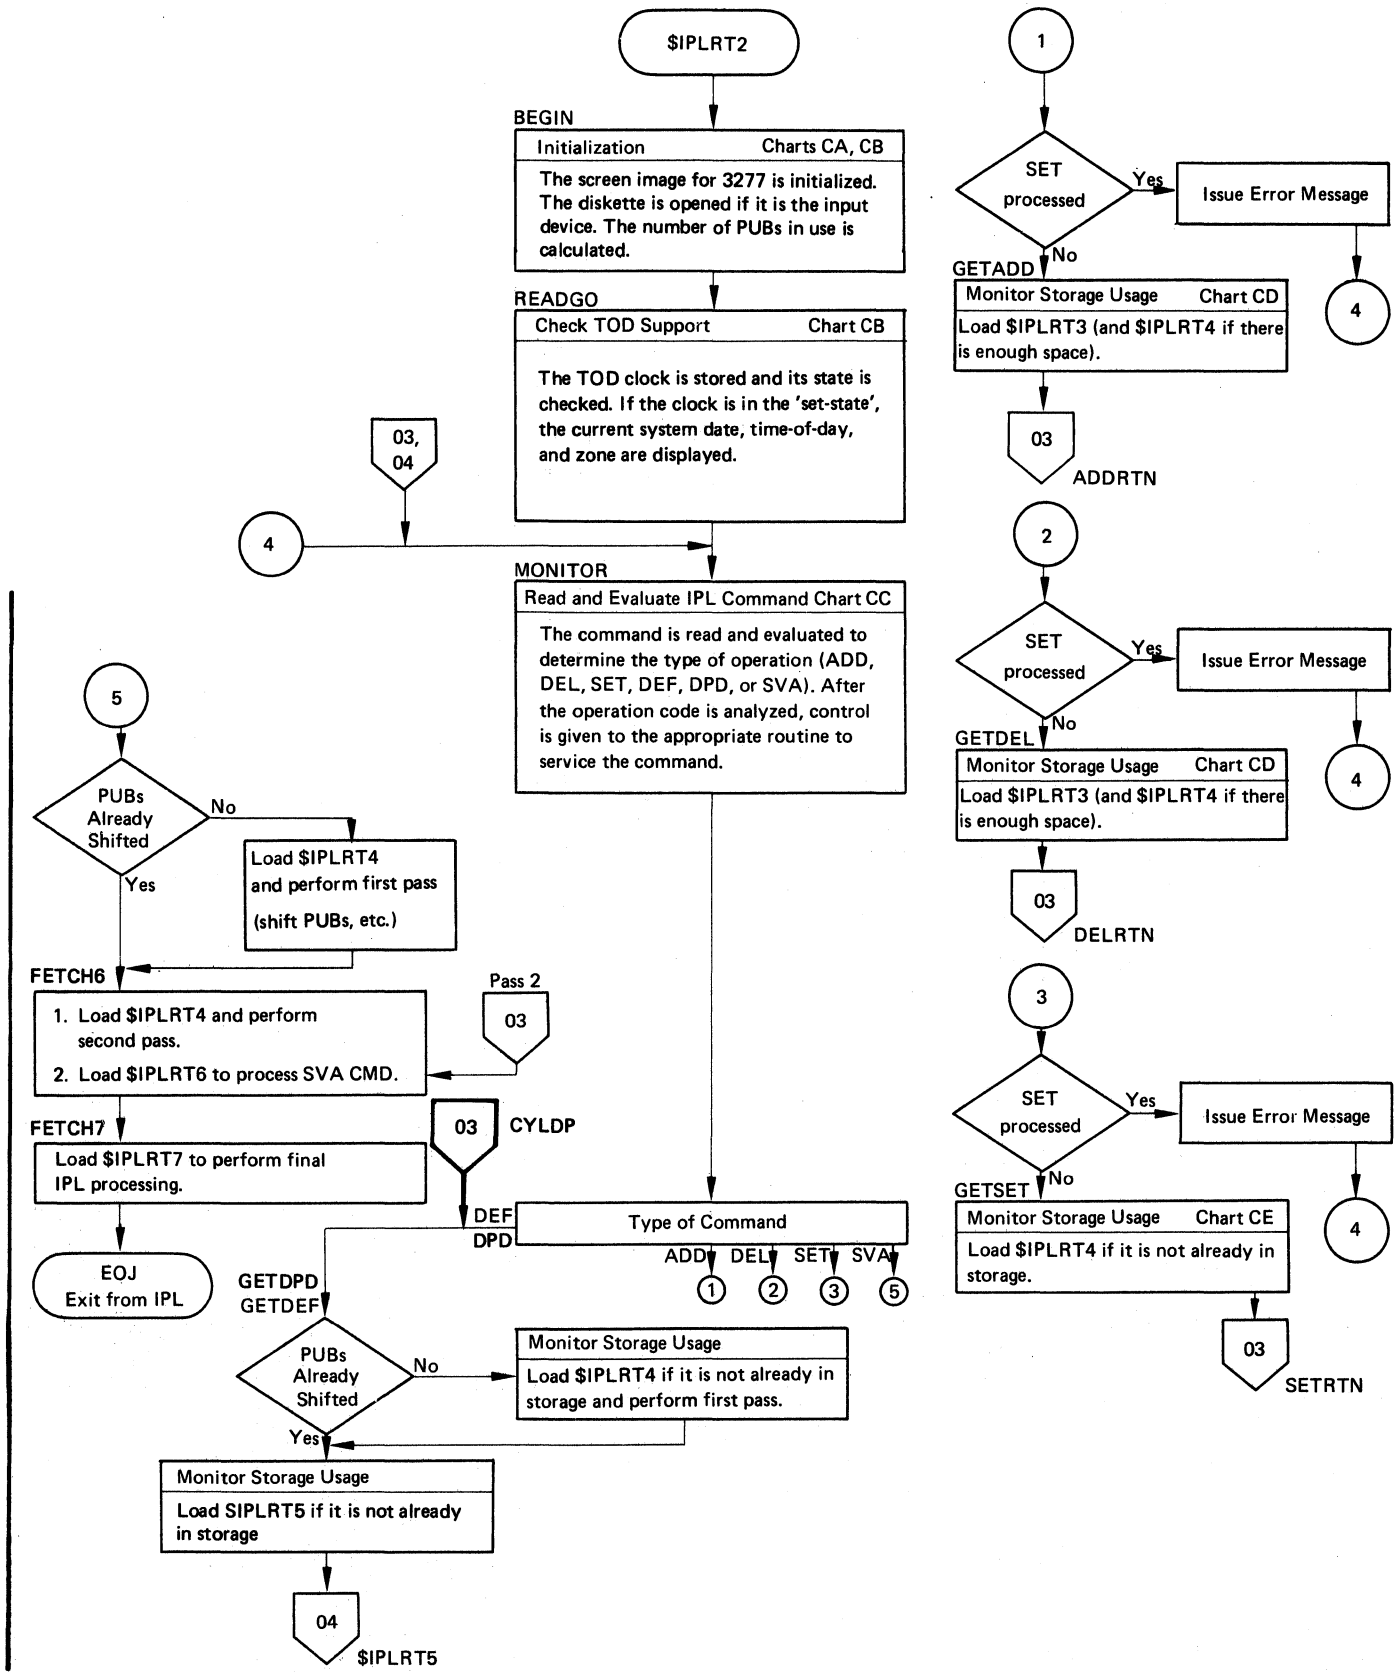 $IPLRT2
BEGIN
Initialization Charts CA, CB
The screen image for 3277 is initialized.
The diskette is opened if it is the input
device. The number of PUBs in use is
calculated.
READGO
Check TOD Support Chart CB
The TOD clock is stored and its state is
checked. If the clock is in the 'set-state',
the current system date, time-of-day,
and zone are displayed.
03,
04
4
MONITOR
Read and Evaluate IPL Command Chart CC
The command is read and evaluated to
determine the type of operation (ADD,
DEL, SET, DEF, DPD, or SVA). After
the operation code is analyzed, control
is given to the appropriate routine to
service the command.
5
PUBs
Already
Shifted
No
Yes
Load $IPLRT4
and perform first pass
(shift PUBs, etc.)
FETCH6
1. Load $IPLRT4 and perform
second pass.
2. Load $IPLRT6 to process SVA CMD.
Pass 2
03
FETCH7
Load $IPLRT7 to perform final
IPL processing.
EOJ
Exit from IPL
03
CYLDP
DEF
DPD
Type of Command
ADD
DEL
SET
SVA
1
2
3
5
GETDPD
GETDEF
PUBs
Already
Shifted
No
Yes
Monitor Storage Usage
Load $IPLRT4 if it is not already in
storage and perform first pass.
Monitor Storage Usage
Load SIPLRT5 if it is not already
in storage
04
$IPLRT5
1
SET
processed
Yes
Issue Error Message
4
No
GETADD
Monitor Storage Usage Chart CD
Load $IPLRT3 (and $IPLRT4 if there
is enough space).
03
ADDRTN
2
SET
processed
Yes
Issue Error Message
4
No
GETDEL
Monitor Storage Usage Chart CD
Load $IPLRT3 (and $IPLRT4 if there
is enough space).
03
DELRTN
3
SET
processed
Yes
Issue Error Message
4
No
GETSET
Monitor Storage Usage Chart CE
Load $IPLRT4 if it is not already in
storage.
03
SETRTN